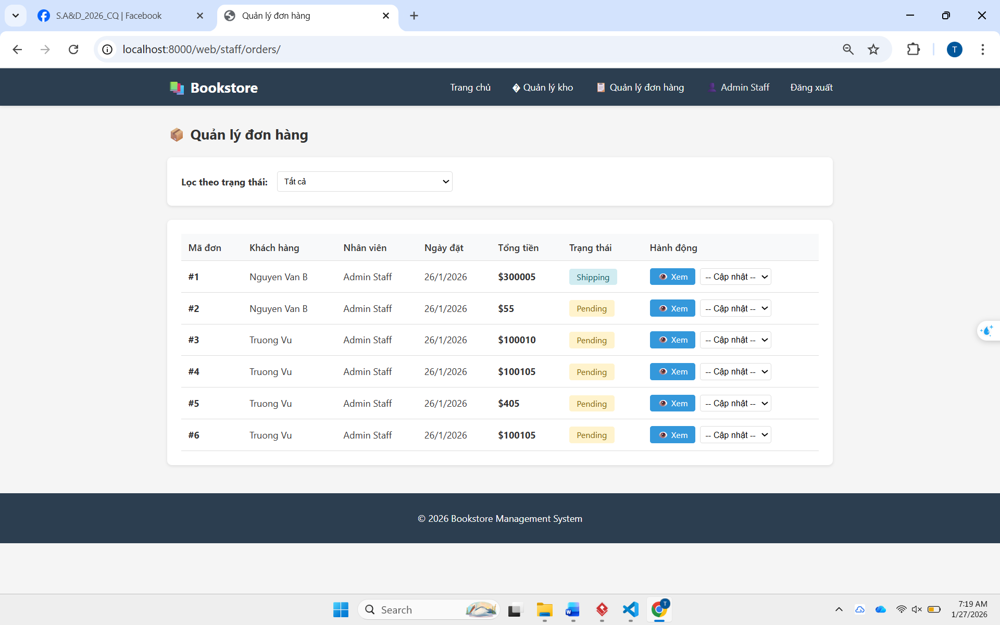 S.A&D_2026_CQ | Facebook
Quản lý đơn hàng
localhost:8000/web/staff/orders/
T
Bookstore
Trang chủ
� Quản lý kho
Quản lý đơn hàng
Admin Staff
Đăng xuất
Quản lý đơn hàng
Lọc theo trạng thái: Tất cả
Mã đơn Khách hàng Nhân viên Ngày đặt Tổng tiền Trạng thái Hành động
#1 Nguyen Van B Admin Staff 26/1/2026 $300005 Shipping Xem -- Cập nhật --
#2 Nguyen Van B Admin Staff 26/1/2026 $55 Pending Xem -- Cập nhật --
#3 Truong Vu Admin Staff 26/1/2026 $100010 Pending Xem -- Cập nhật --
#4 Truong Vu Admin Staff 26/1/2026 $100105 Pending Xem -- Cập nhật --
#5 Truong Vu Admin Staff 26/1/2026 $405 Pending Xem -- Cập nhật --
#6 Truong Vu Admin Staff 26/1/2026 $100105 Pending Xem -- Cập nhật --
© 2026 Bookstore Management System
Search
W
T
7:19 AM
1/27/2026